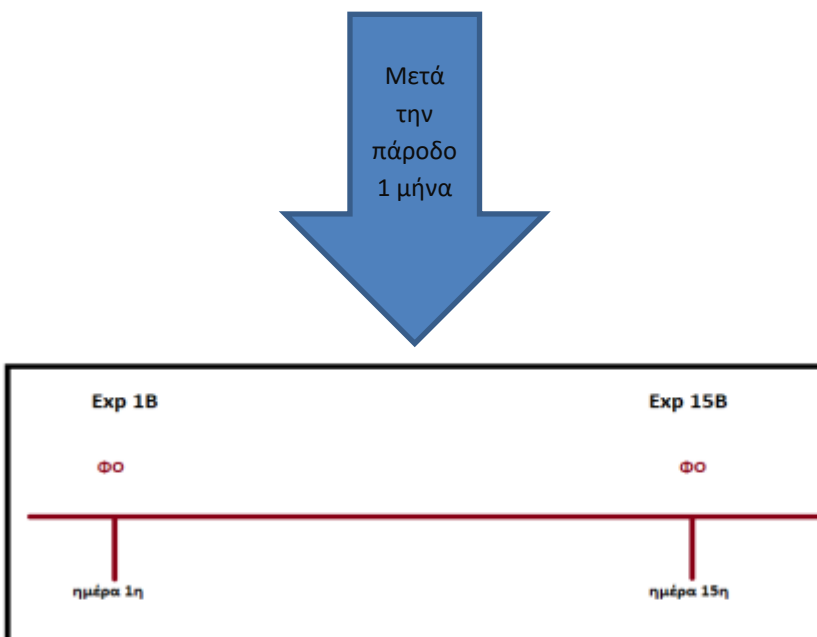 Μετά
την
πάροδο
1 μήνα
Exp 1B
Exp 15B
ΦΟ
ΦΟ
ημέρα 1η
ημέρα 15η